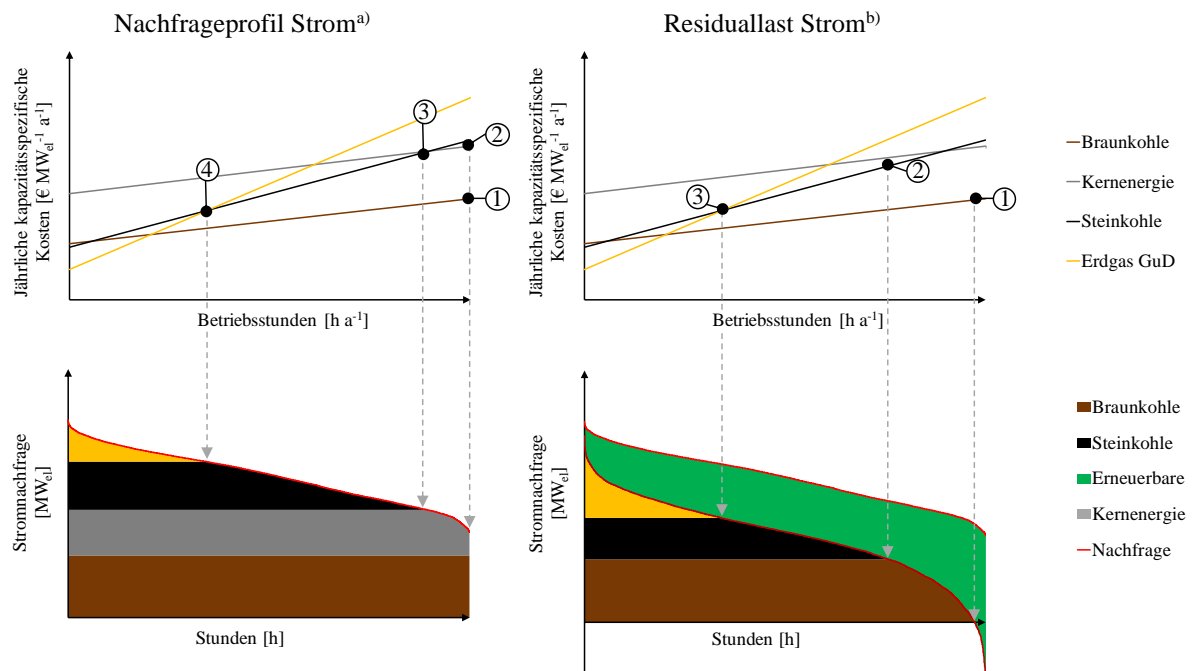 Nachfrageprofil Strom^a)
Residuallast Strom^b)
Jährliche kapazitätsspezifische
Kosten [€ MW_el^-1 a^-1]
④
③
②
①
Betriebsstunden [h a^-1]
Jährliche kapazitätsspezifische
Kosten [€ MW_el^-1 a^-1]
③
②
①
Betriebsstunden [h a^-1]
Braunkohle
Kernenergie
Steinkohle
Erdgas GuD
Stromnachfrage
[MW_el]
Stunden [h]
Stromnachfrage
[MW_el]
Stunden [h]
Braunkohle
Steinkohle
Erneuerbare
Kernenergie
Nachfrage